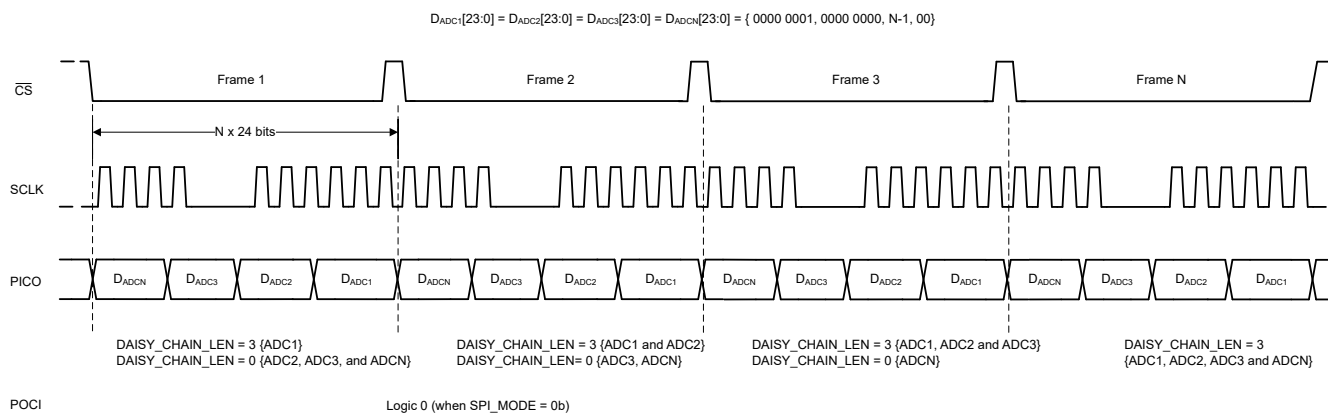 DADC1[23:0] = DADC2[23:0] = DADC3[23:0] = DADCN[23:0] = { 0000 0001, 0000 0000, N-1, 00}
CS
Frame 1
Frame 2
Frame 3
Frame N
N x 24 bits
SCLK
PICO
DADCN
DADC3
DADC2
DADC1
DADCN
DADC3
DADC2
DADC1
DADCN
DADC3
DADC2
DADC1
DADCN
DADC3
DADC2
DADC1
DAISY_CHAIN_LEN = 3 {ADC1}
DAISY_CHAIN_LEN = 0 {ADC2, ADC3, and ADCN}
DAISY_CHAIN_LEN = 3 {ADC1 and ADC2}
DAISY_CHAIN_LEN= 0 {ADC3, ADCN}
DAISY_CHAIN_LEN = 3 {ADC1, ADC2 and ADC3}
DAISY_CHAIN_LEN = 0 {ADCN}
DAISY_CHAIN_LEN = 3
{ADC1, ADC2, ADC3 and ADCN}
POCI
Logic 0 (when SPI_MODE = 0b)